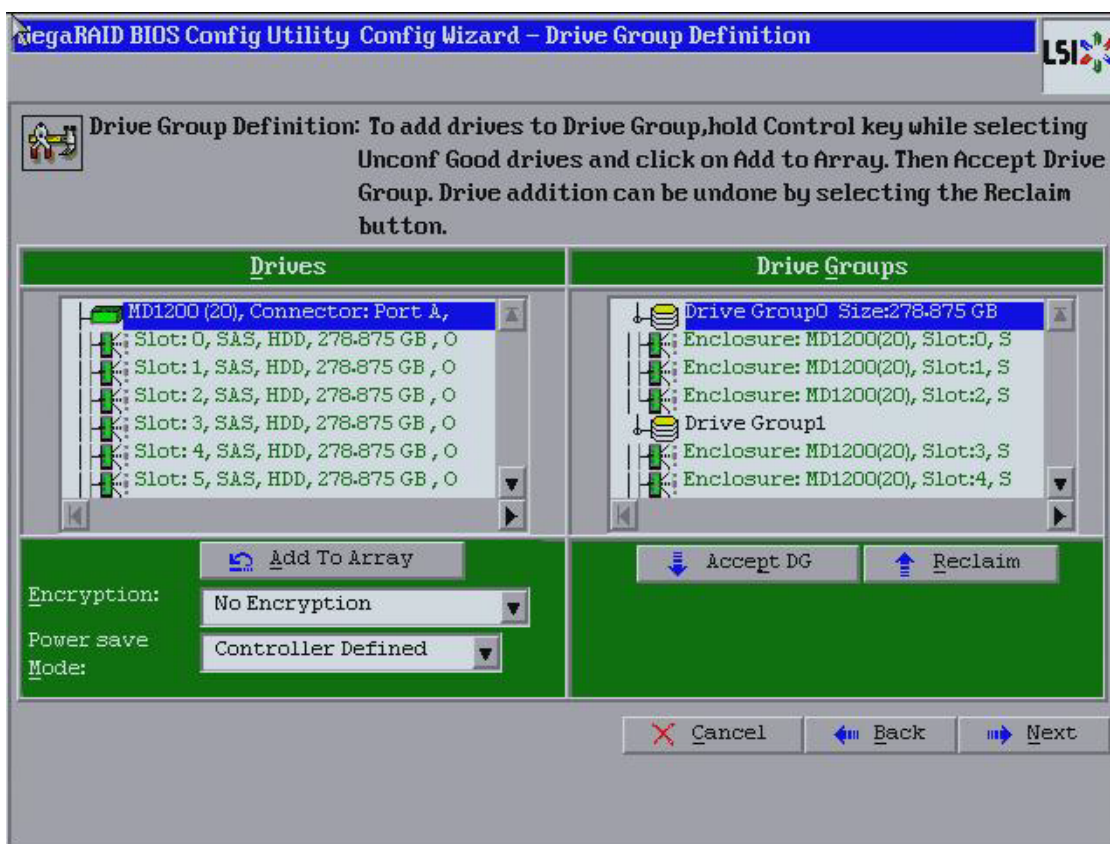 MegaRAID BIOS Config Utility Config Wizard – Drive Group Definition
LSI
Drive Group Definition: To add drives to Drive Group,hold Control key while selecting
Unconf Good drives and click on Add to Array. Then Accept Drive
Group. Drive addition can be undone by selecting the Reclaim
button.
Drives
MD1200 (20), Connector: Port A,
Slot: 0, SAS, HDD, 278.875 GB , O
Slot: 1, SAS, HDD, 278.875 GB , O
Slot: 2, SAS, HDD, 278.875 GB , O
Slot: 3, SAS, HDD, 278.875 GB , O
Slot: 4, SAS, HDD, 278.875 GB , O
Slot: 5, SAS, HDD, 278.875 GB , O
Add To Array
Encryption:
No Encryption
Power save
Mode:
Controller Defined
Drive Groups
Drive Group0 Size:278.875 GB
Enclosure: MD1200(20), Slot:0, S
Enclosure: MD1200(20), Slot:1, S
Enclosure: MD1200(20), Slot:2, S
Drive Group1
Enclosure: MD1200(20), Slot:3, S
Enclosure: MD1200(20), Slot:4, S
Accept DG
Reclaim
Cancel
Back
Next